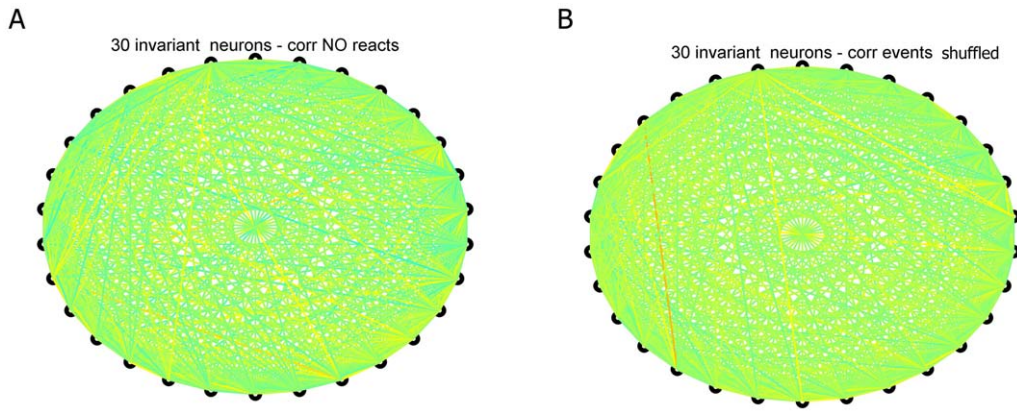 A
B
30 invariant neurons - corr NO reacts
30 invariant neurons - corr events shuffled